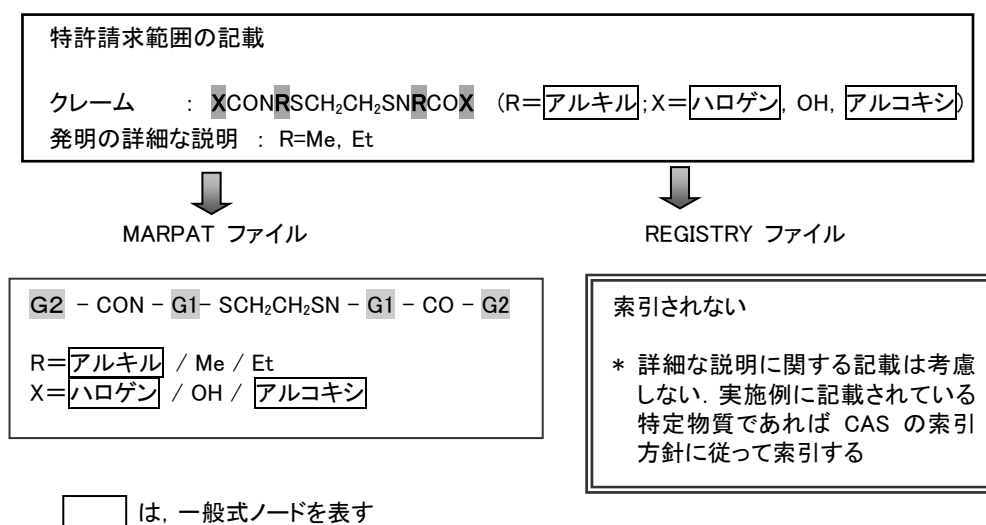 特許請求範囲の記載
クレーム : XCONRSCH₂CH₂SNRCOX (R=アルキル;X=ハロゲン, OH, アルコキシ)
発明の詳細な説明 : R=Me, Et
MARPAT ファイル
REGISTRY ファイル
G2 - CON - G1- SCH₂CH₂SN - G1 - CO - G2
R=アルキル / Me / Et
X=ハロゲン / OH / アルコキシ
索引されない
* 詳細な説明に関する記載は考慮
しない. 実施例に記載されている
特定物質であれば CAS の索引
方針に従って索引する
は, 一般式ノードを表す